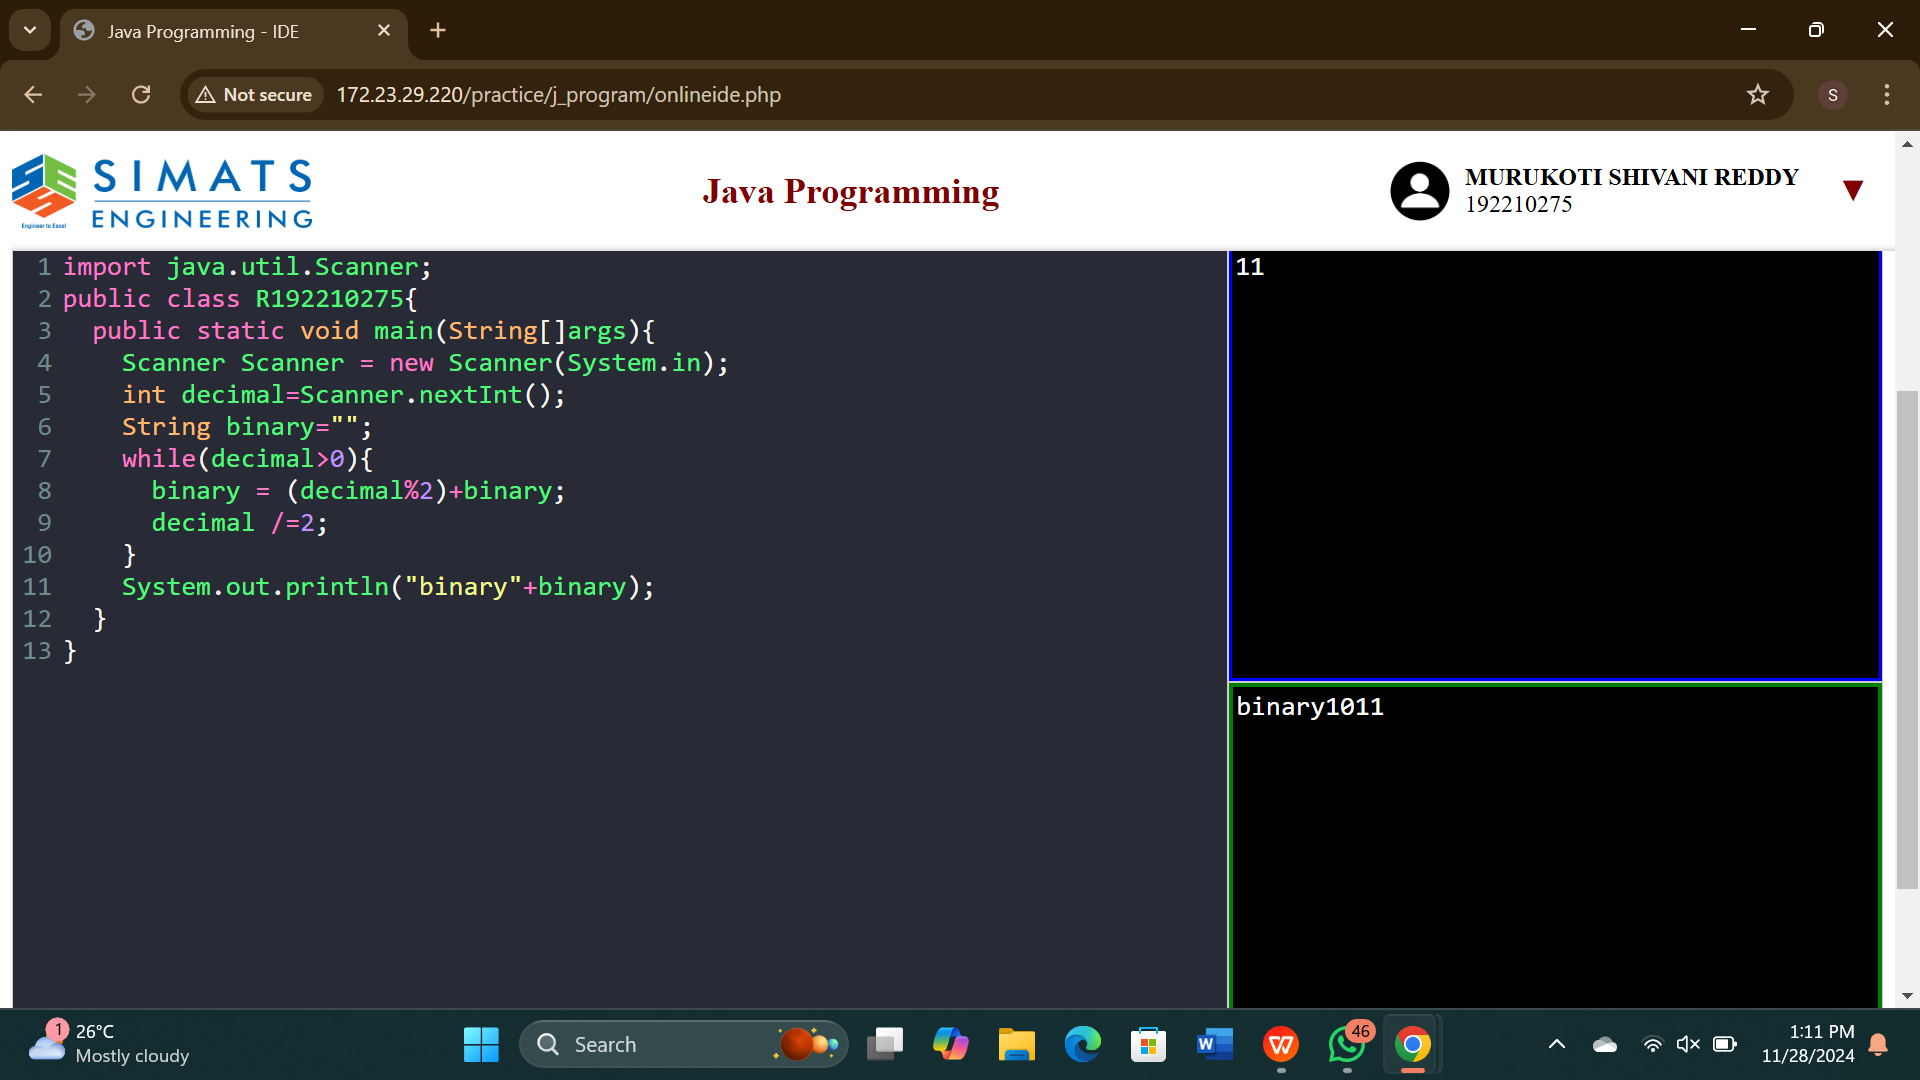 Java Programming - IDE
Not secure
172.23.29.220/practice/j_program/onlineide.php
S
SIMATS
ENGINEERING
Engineer to Excel
Java Programming
MURUKOTI SHIVANI REDDY
192210275
1 import java.util.Scanner;
2 public class R192210275{
3   public static void main(String[]args){
4     Scanner Scanner = new Scanner(System.in);
5     int decimal=Scanner.nextInt();
6     String binary="";
7     while(decimal>0){
8       binary = (decimal%2)+binary;
9       decimal /=2;
10     }
11     System.out.println("binary"+binary);
12   }
13 }
11
binary1011
1
26°C
Mostly cloudy
Search
W
W
46
1:11 PM
11/28/2024